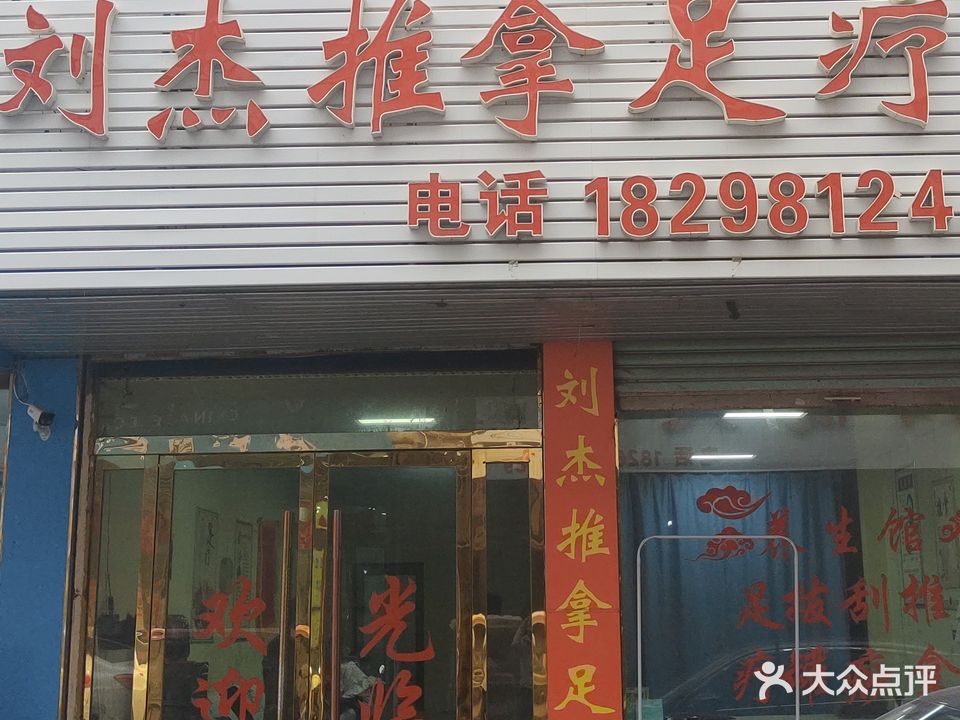 刘杰推拿足疗
电话 18298124
刘杰推拿足
欢迎
光临
养生馆
足拔刮推
疗
大众点评